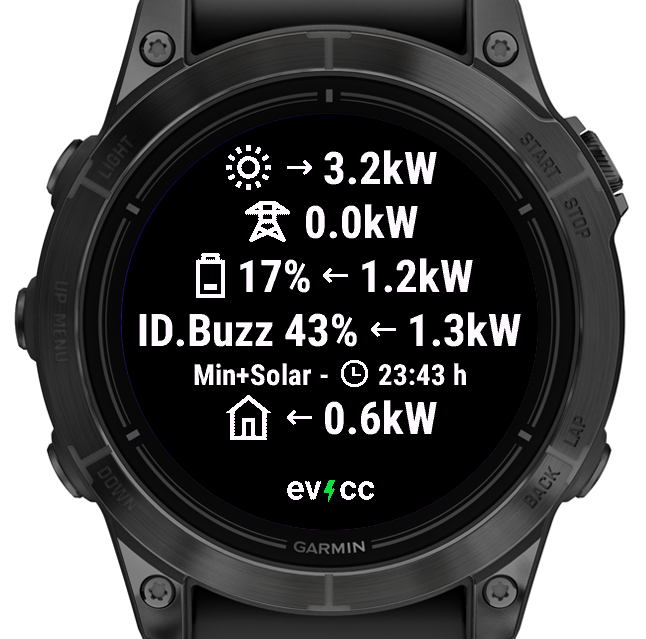 → 3.2kW
0.0kW
17% ← 1.2kW
ID.Buzz 43% ← 1.3kW
Min+Solar - 23:43 h
← 0.6kW
evcc
GARMIN
LIGHT
UP MENU
DOWN
START
STOP
LAP
BACK